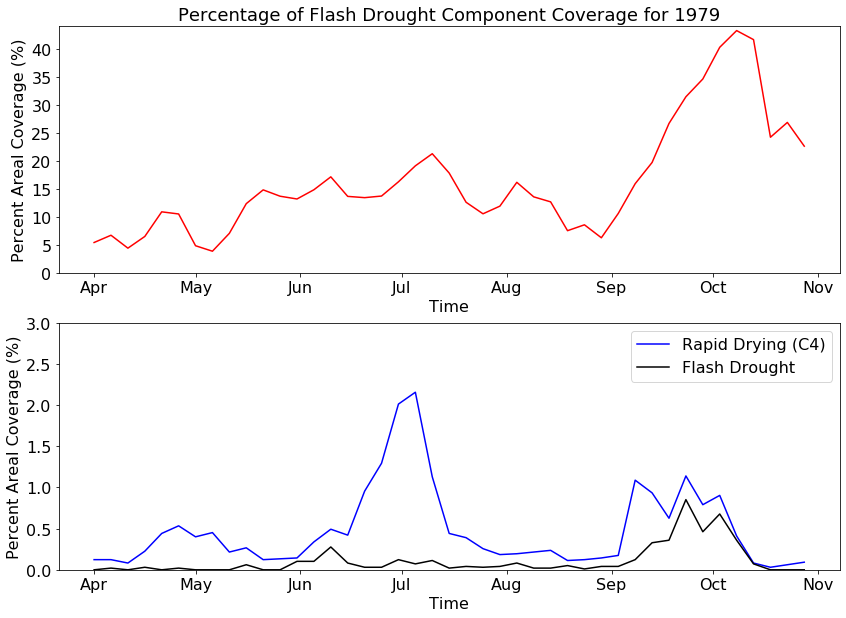 Percentage of Flash Drought Component Coverage for 1979
Percent Areal Coverage (%)
40
35
30
25
20
15
10
5
0
Apr May Jun Jul Aug Sep Oct Nov
Time
Percent Areal Coverage (%)
3.0
2.5
2.0
1.5
1.0
0.5
0.0
Rapid Drying (C4)
Flash Drought
Apr May Jun Jul Aug Sep Oct Nov
Time